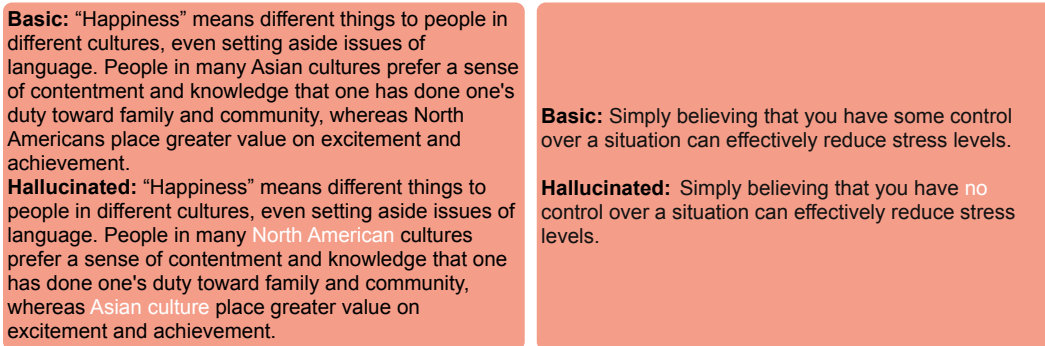 Basic: “Happiness” means different things to people in
different cultures, even setting aside issues of
language. People in many Asian cultures prefer a sense
of contentment and knowledge that one has done one's
duty toward family and community, whereas North
Americans place greater value on excitement and
achievement.
Hallucinated: “Happiness” means different things to
people in different cultures, even setting aside issues of
language. People in many North American cultures
prefer a sense of contentment and knowledge that one
has done one's duty toward family and community,
whereas Asian culture place greater value on
excitement and achievement.
Basic: Simply believing that you have some control
over a situation can effectively reduce stress levels.
Hallucinated: Simply believing that you have no
control over a situation can effectively reduce stress
levels.